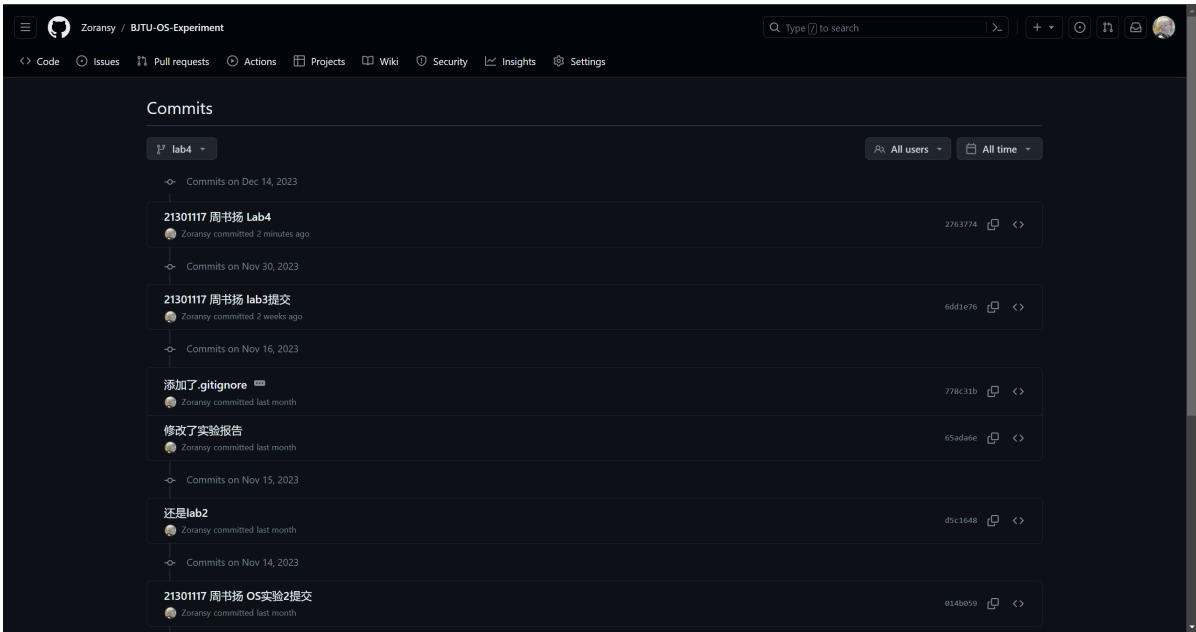 Zoransy / BJTU-OS-Experiment
Type / to search
Code Issues Pull requests Actions Projects Wiki Security Insights Settings
Commits
lab4
All users All time
Commits on Dec 14, 2023
21301117 周书扬 Lab4
Zoransy committed 2 minutes ago
2763774
Commits on Nov 30, 2023
21301117 周书扬 lab3提交
Zoransy committed 2 weeks ago
6dd1e76
Commits on Nov 16, 2023
添加了.gitignore
Zoransy committed last month
778c31b
修改了实验报告
Zoransy committed last month
65ada6e
Commits on Nov 15, 2023
还是lab2
Zoransy committed last month
d5c1648
Commits on Nov 14, 2023
21301117 周书扬 OS实验2提交
Zoransy committed last month
014b059